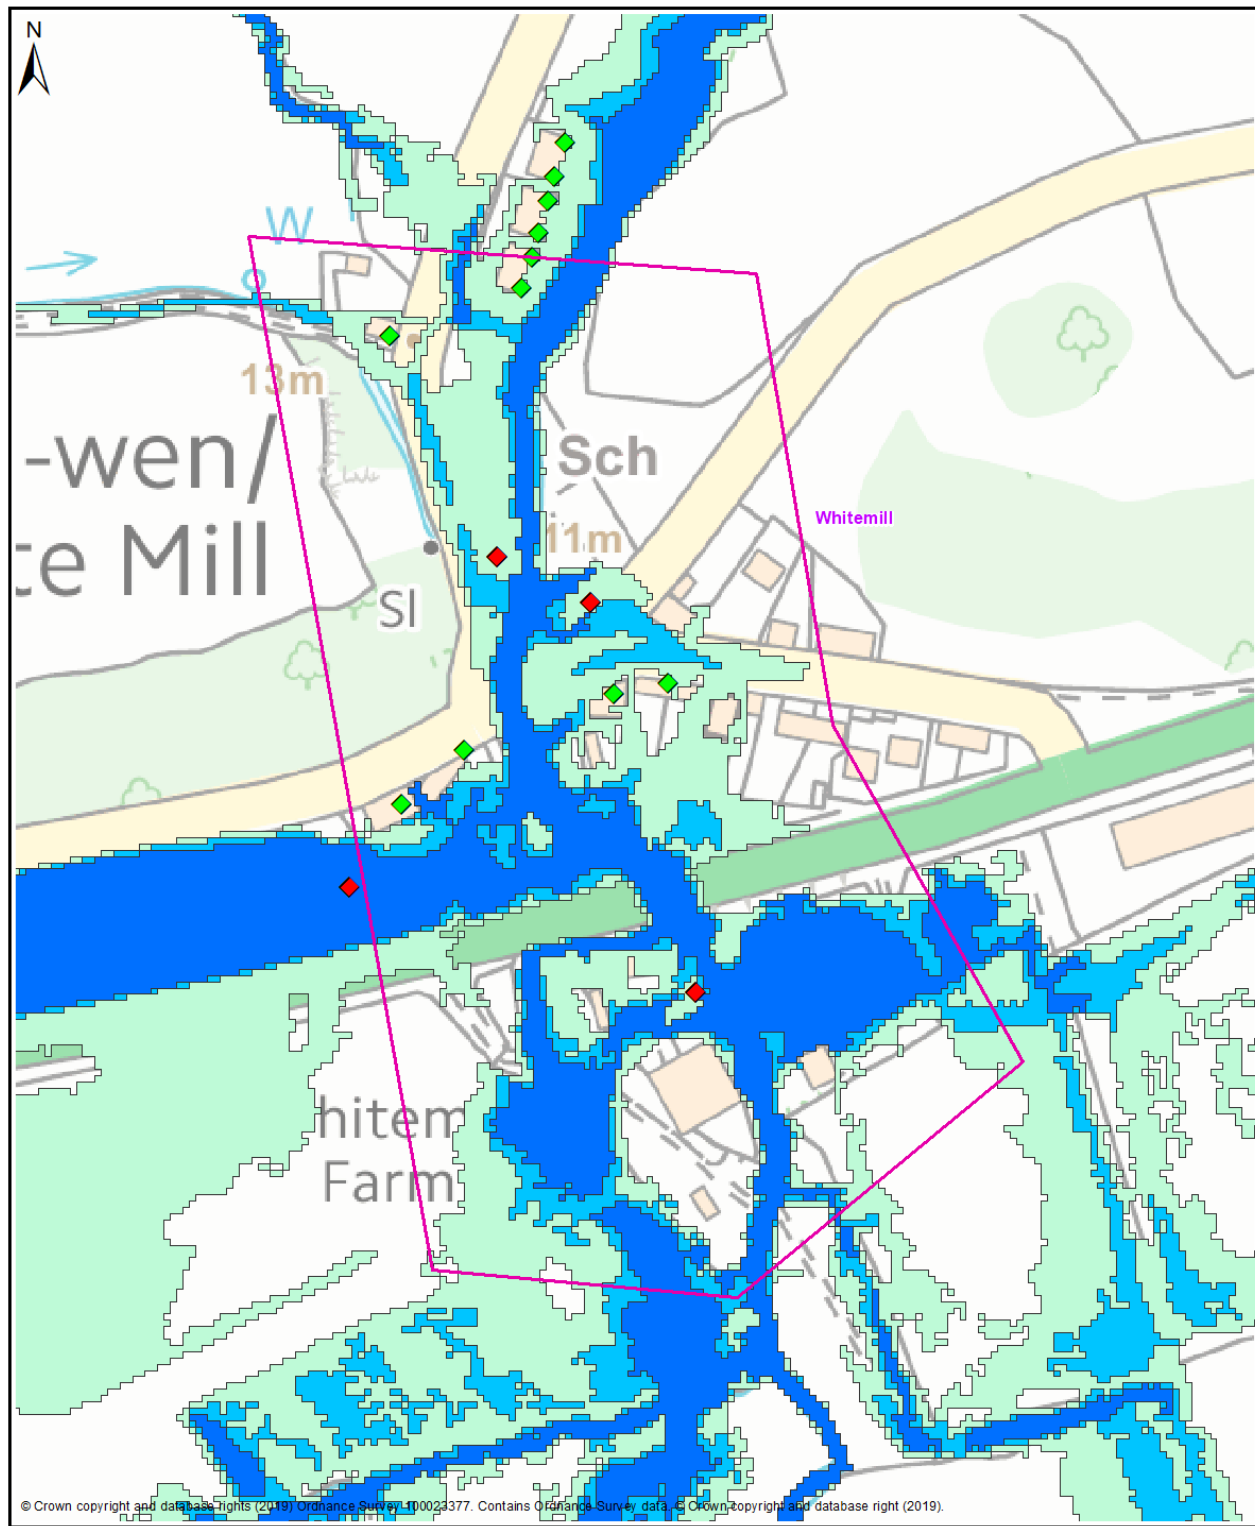 N
W
13m
-wen/
te Mill
Sch
11m
Whitemill
Sl
hitem
Farm
© Crown copyright and database rights (2019) Ordnance Survey 100023377. Contains Ordnance Survey data. © Crown copyright and database right (2019).